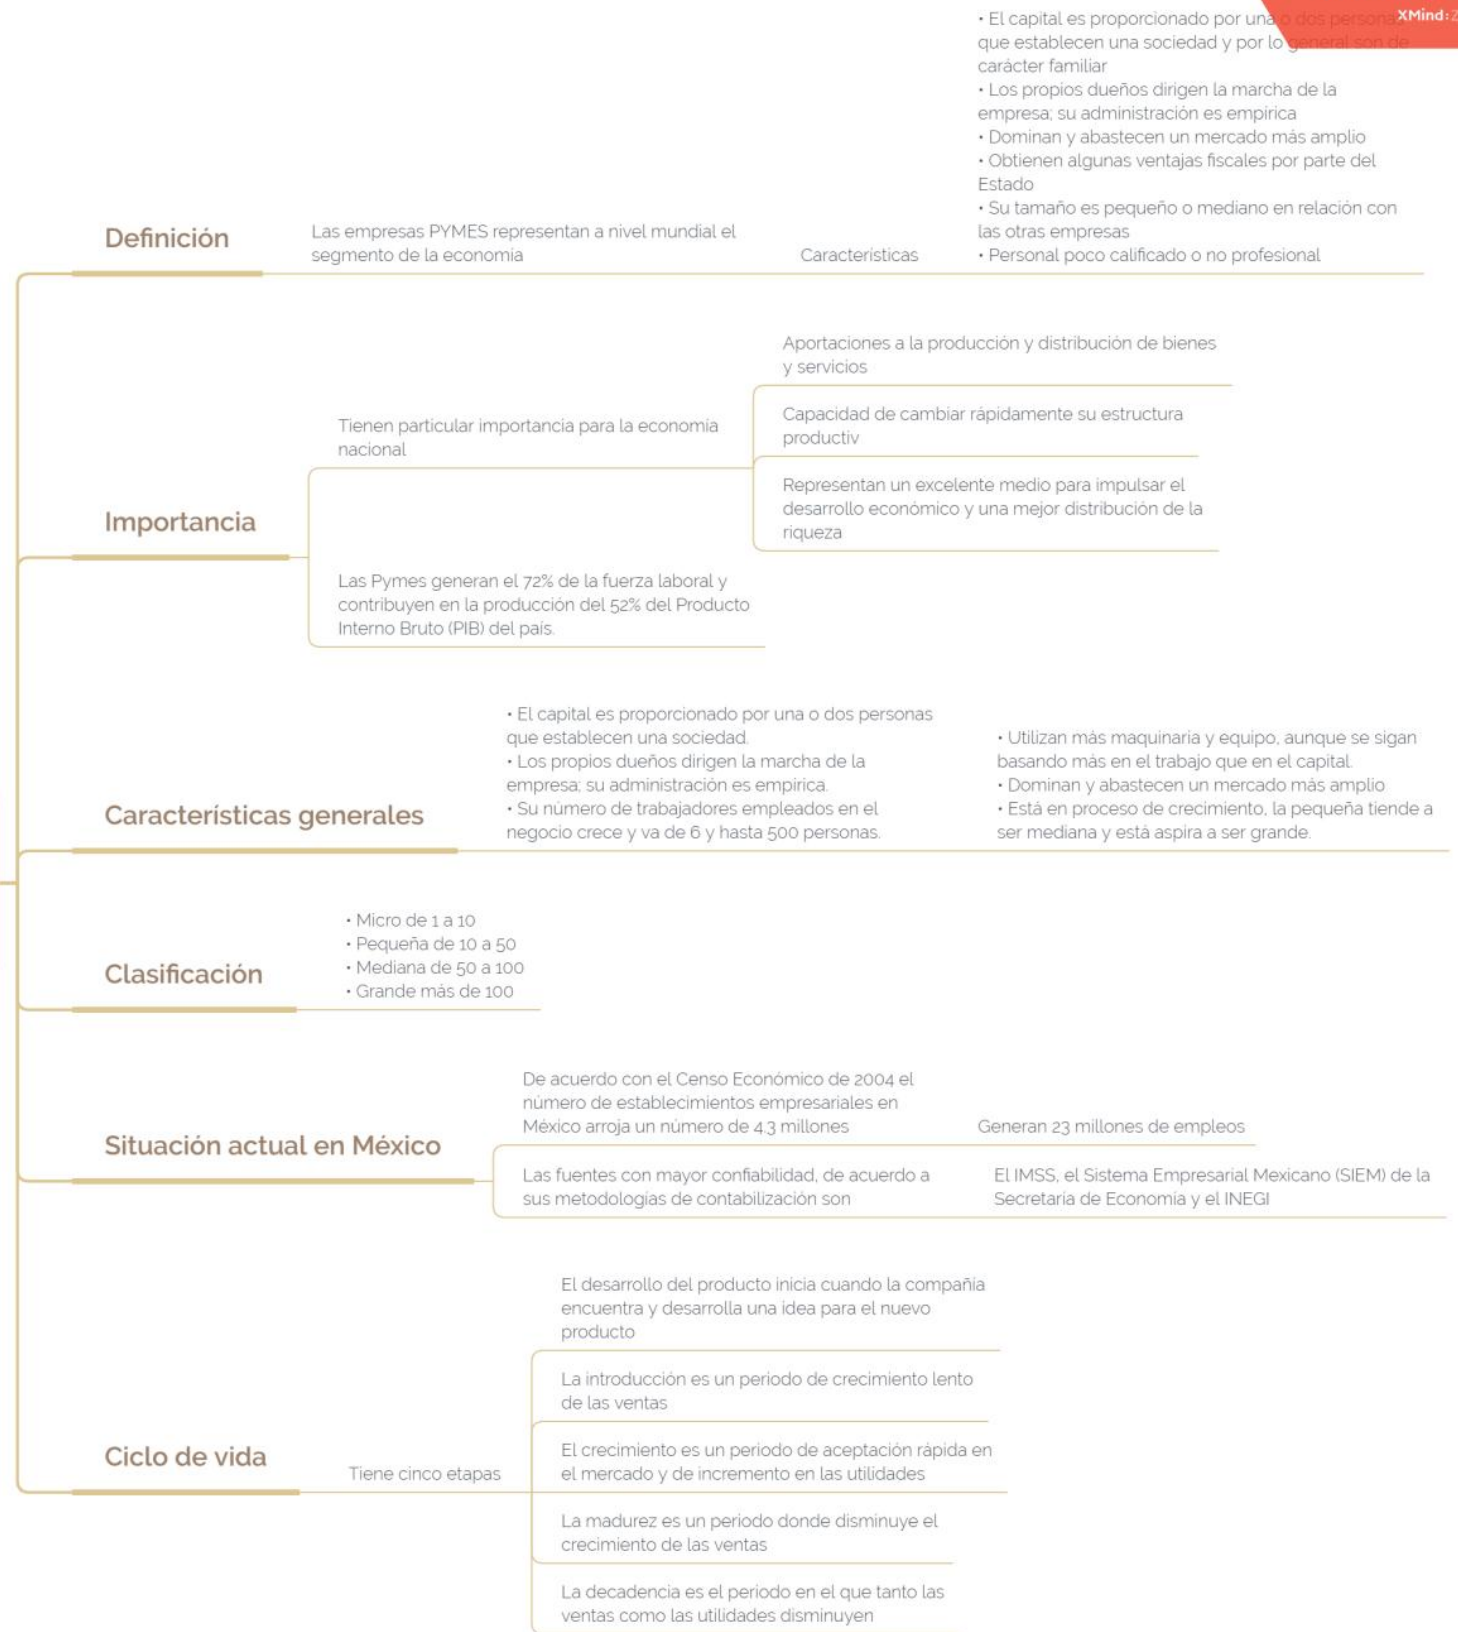 XMind:2
• El capital es proporcionado por una o dos personas
que establecen una sociedad y por lo general son de
carácter familiar
• Los propios dueños dirigen la marcha de la
empresa; su administración es empírica
• Dominan y abastecen un mercado más amplio
• Obtienen algunas ventajas fiscales por parte del
Estado
• Su tamaño es pequeño o mediano en relación con
las otras empresas
• Personal poco calificado o no profesional
Definición
Las empresas PYMES representan a nivel mundial el
segmento de la economía
Características
Importancia
Tienen particular importancia para la economía
nacional
Aportaciones a la producción y distribución de bienes
y servicios
Capacidad de cambiar rápidamente su estructura
productiv
Representan un excelente medio para impulsar el
desarrollo económico y una mejor distribución de la
riqueza
Las Pymes generan el 72% de la fuerza laboral y
contribuyen en la producción del 52% del Producto
Interno Bruto (PIB) del país.
Características generales
• El capital es proporcionado por una o dos personas
que establecen una sociedad.
• Los propios dueños dirigen la marcha de la
empresa; su administración es empírica.
• Su número de trabajadores empleados en el
negocio crece y va de 6 y hasta 500 personas.
• Utilizan más maquinaria y equipo, aunque se sigan
basando más en el trabajo que en el capital.
• Dominan y abastecen un mercado más amplio
• Está en proceso de crecimiento, la pequeña tiende a
ser mediana y está aspira a ser grande.
Clasificación
• Micro de 1 a 10
• Pequeña de 10 a 50
• Mediana de 50 a 100
• Grande más de 100
Situación actual en México
De acuerdo con el Censo Económico de 2004 el
número de establecimientos empresariales en
México arroja un número de 4.3 millones
Generan 23 millones de empleos
Las fuentes con mayor confiabilidad, de acuerdo a
sus metodologías de contabilización son
El IMSS, el Sistema Empresarial Mexicano (SIEM) de la
Secretaría de Economía y el INEGI
Ciclo de vida
Tiene cinco etapas
El desarrollo del producto inicia cuando la compañía
encuentra y desarrolla una idea para el nuevo
producto
La introducción es un periodo de crecimiento lento
de las ventas
El crecimiento es un periodo de aceptación rápida en
el mercado y de incremento en las utilidades
La madurez es un periodo donde disminuye el
crecimiento de las ventas
La decadencia es el periodo en el que tanto las
ventas como las utilidades disminuyen